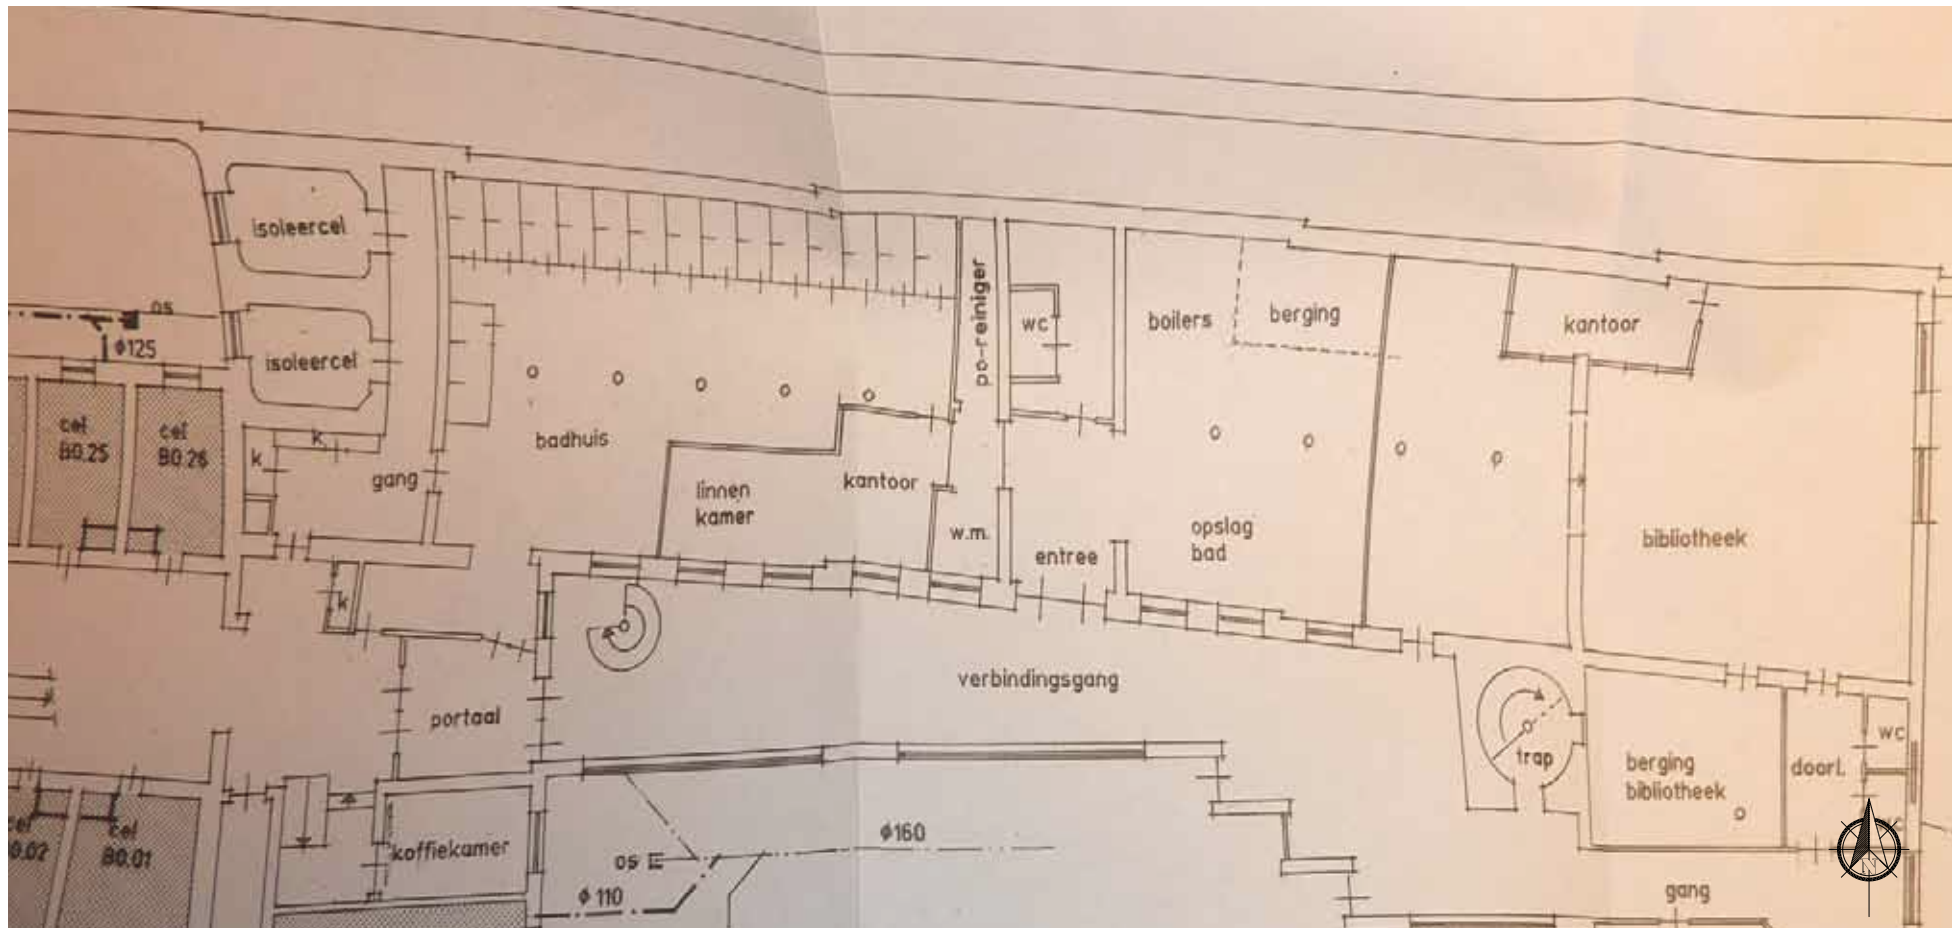 isoleercel
os
Φ125
isoleercel
cel
B0.25
cel
B0.26
k
k
gang
k
badhuis
linnen
kamer
kantoor
w.m.
po-reiniger
wc
entree
boilers
berging
opslag
bad
kantoor
bibliotheek
verbindingsgang
portaal
koffiekamer
cel
B0.01
os
Φ160
Φ110
trap
berging
bibliotheek
doorl.
wc
gang
N